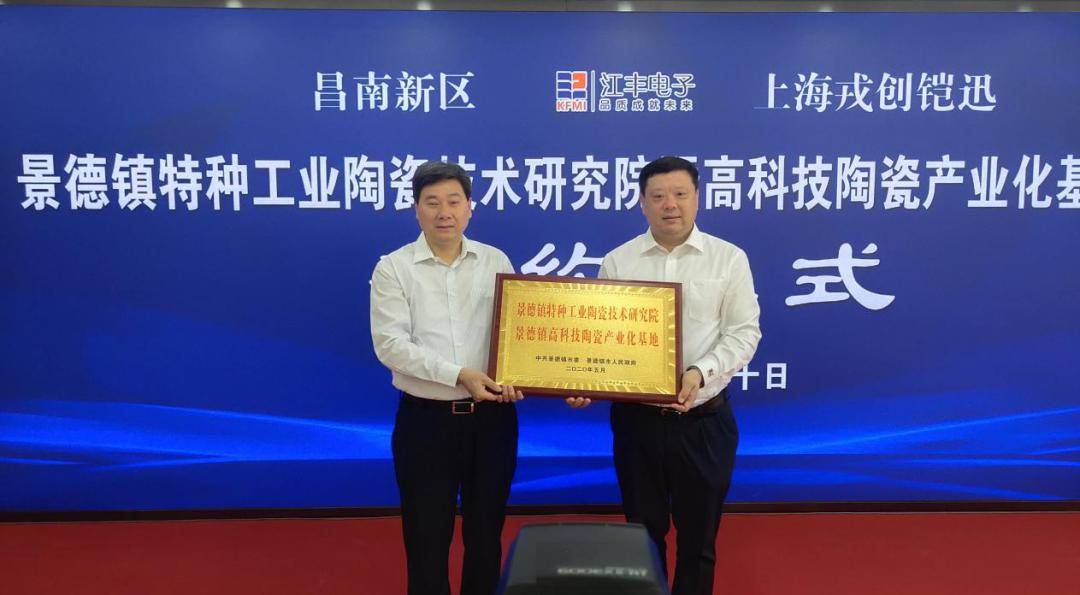 昌南新区
KFMI
江丰电子
品质成就未来
上海戎创铠迅
景德镇特种工业陶瓷技术研究院 高科技陶瓷产业化基
约 式
十日
景德镇特种工业陶瓷技术研究院
景德镇高科技陶瓷产业化基地
中共景德镇市委 景德镇市人民政府
二〇二〇年五月